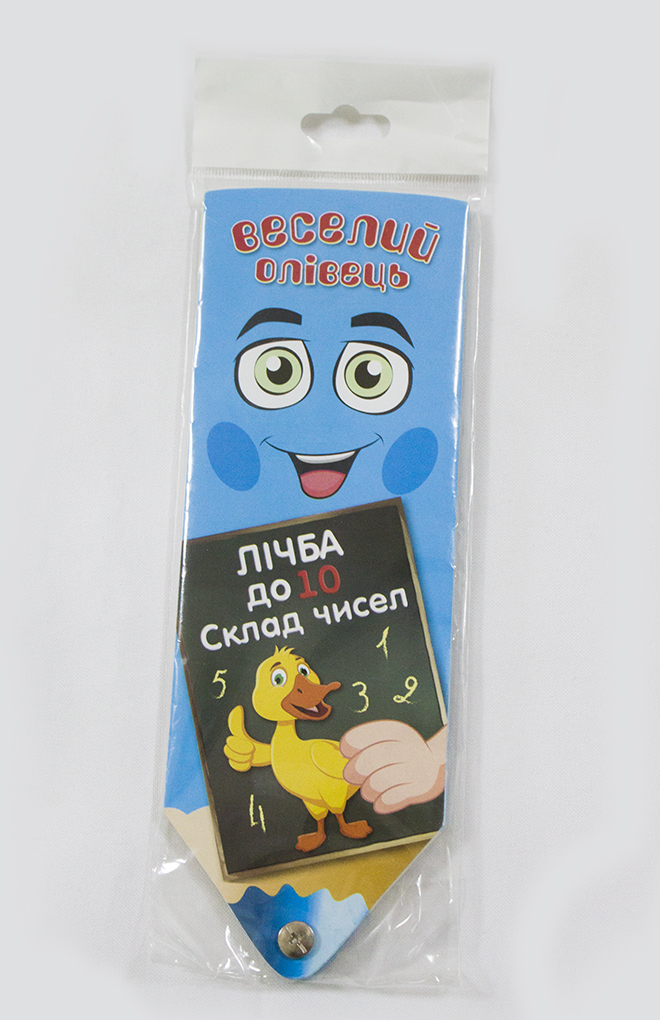 веселий
олівець
ЛІЧБА
до 10
Склад чисел
1
5
3 2
4